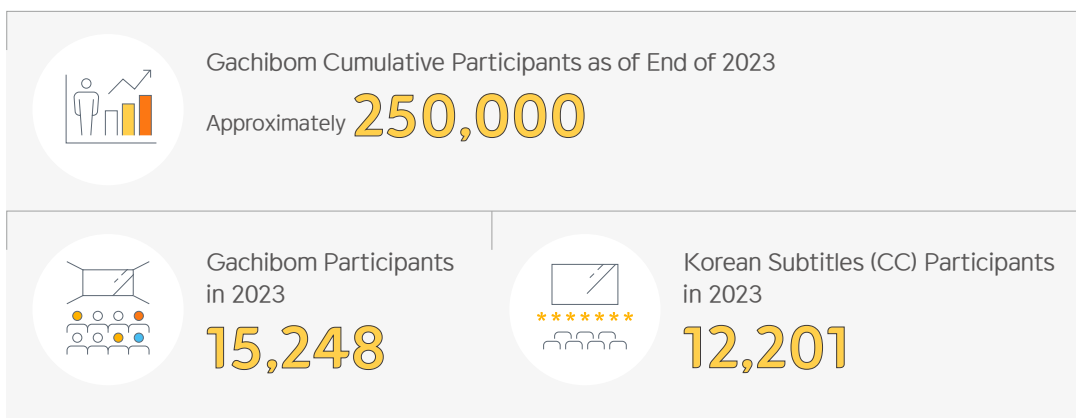 Gachibom Cumulative Participants as of End of 2023
Approximately 250,000
Gachibom Participants
in 2023
15,248
Korean Subtitles (CC) Participants
in 2023
12,201